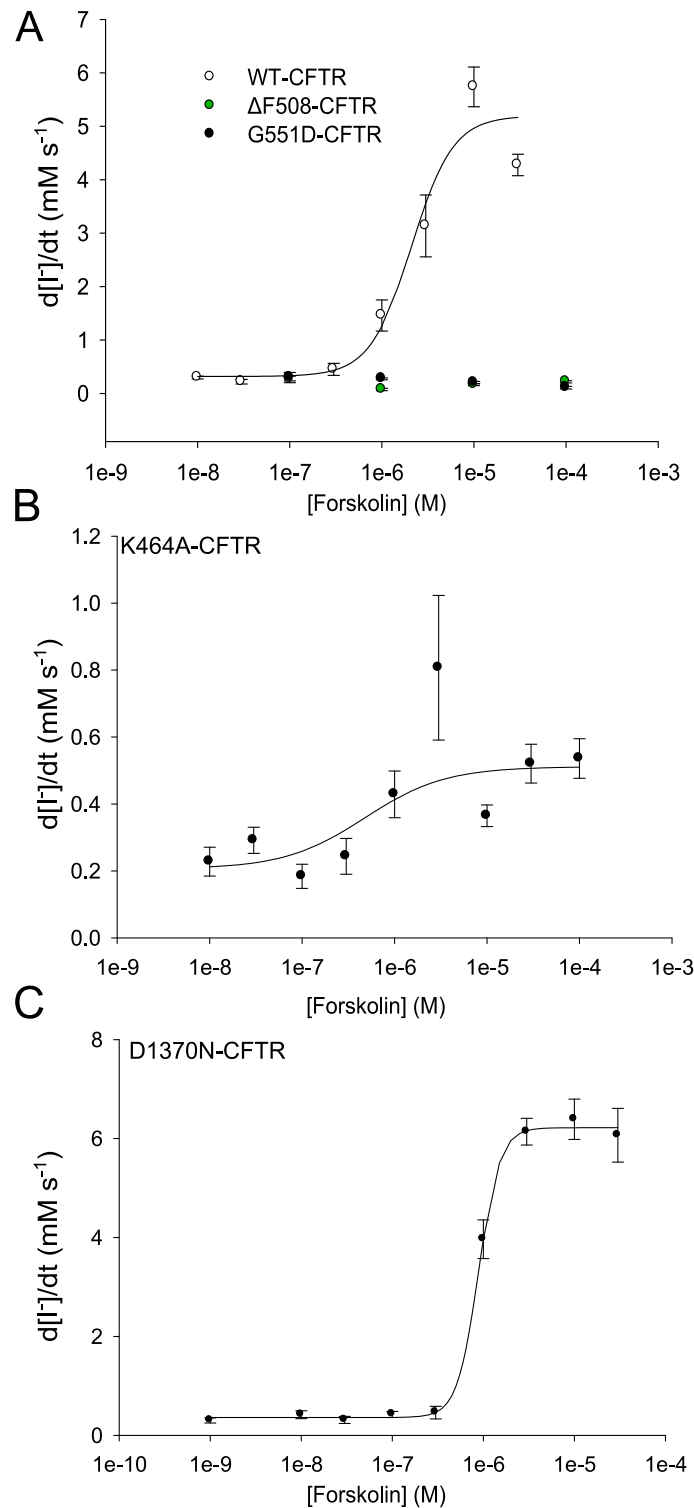 A
7
6
5
4
3
2
1
0
d[I⁻]/dt (mM s⁻¹)
WT-CFTR
ΔF508-CFTR
G551D-CFTR
1e-9 1e-8 1e-7 1e-6 1e-5 1e-4 1e-3
[Forskolin] (M)
B
K464A-CFTR
1.2
1.0
0.8
0.6
0.4
0.2
0.0
d[I⁻]/dt (mM s⁻¹)
1e-9 1e-8 1e-7 1e-6 1e-5 1e-4 1e-3
[Forskolin] (M)
C
D1370N-CFTR
8
6
4
2
0
d[I⁻]/dt (mM s⁻¹)
1e-10 1e-9 1e-8 1e-7 1e-6 1e-5 1e-4
[Forskolin] (M)